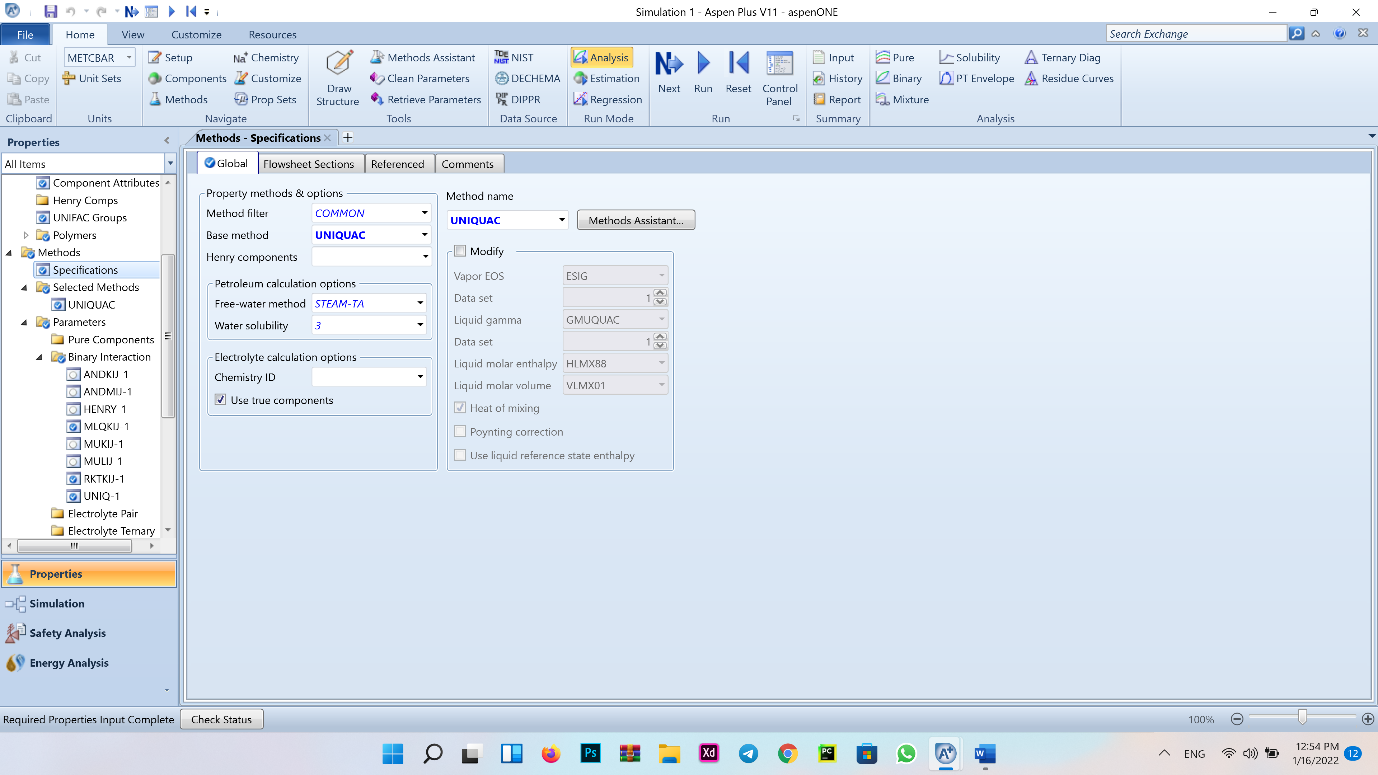 Simulation 1 - Aspen Plus V11 - aspenONE
File Home View Customize Resources Search Exchange
Cut METCBAR Setup Chemistry Methods Assistant NIST Analysis Input Pure Solubility Ternary Diag
Copy Unit Sets Components Customize Clean Parameters DECHEMA Estimation Next Run Reset Control Panel History Binary PT Envelope Residue Curves
Paste Methods Prop Sets Draw Structure Retrieve Parameters DIPPR Regression Report Mixture
Clipboard Units Navigate Tools Data Source Run Mode Run Summary Analysis
Properties
All Items
Component Attributes
Henry Comps
UNIFAC Groups
Polymers
Methods
Specifications
Selected Methods
UNIQUAC
Parameters
Pure Components
Binary Interaction
ANDKIJ-1
ANDMIJ-1
HENRY-1
MLQKIJ-1
MUKIJ-1
MULIJ-1
RKTKIJ-1
UNIQ-1
Electrolyte Pair
Electrolyte Ternary
Properties
Simulation
Safety Analysis
Energy Analysis
Methods - Specifications
Global Flowsheet Sections Referenced Comments
Property methods & options
Method filter COMMON
Base method UNIQUAC
Henry components
Petroleum calculation options
Free-water method STEAM-TA
Water solubility 3
Electrolyte calculation options
Chemistry ID
Use true components
Method name
UNIQUAC Methods Assistant...
Modify
Vapor EOS ESIG
Data set 1
Liquid gamma GMUQUAC
Data set 1
Liquid molar enthalpy HLMX88
Liquid molar volume VLMX01
Heat of mixing
Poynting correction
Use liquid reference state enthalpy
Required Properties Input Complete Check Status 100%
ENG 12:54 PM
1/16/2022 12